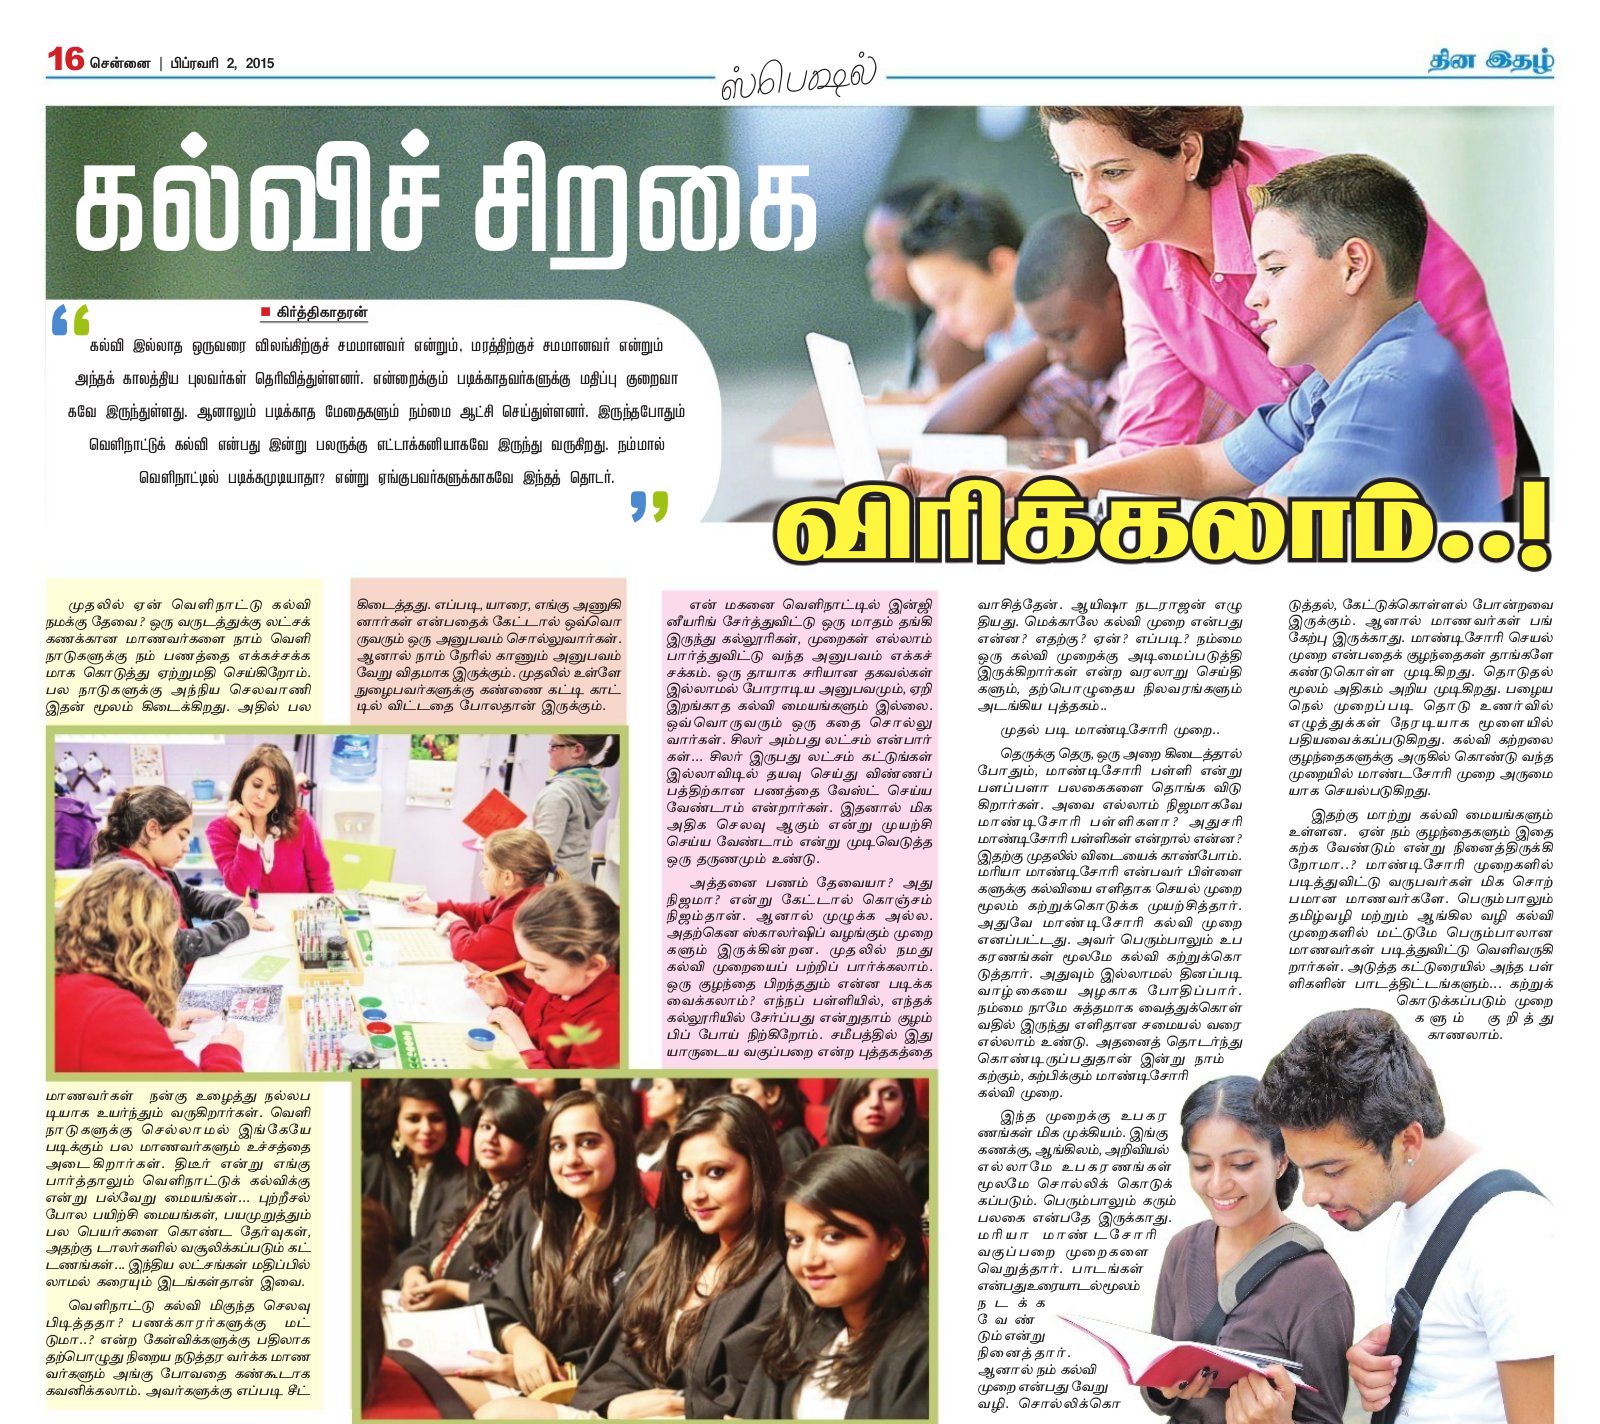 16 சென்னை | பிப்ரவரி 2, 2015
ஸ்பெஷல்
தின இதழ்
கல்விச் சிறகை
விரிக்கலாம்..!
■ கிர்த்திகாதரன்
“
கல்வி இல்லாத ஒருவரை விலங்கிற்குச் சமமானவர் என்றும், மரத்திற்குச் சமமானவர் என்றும்
அந்தக் காலத்திய புலவர்கள் தெரிவித்துள்ளனர். என்றைக்கும் படிக்காதவர்களுக்கு மதிப்பு குறைவா
கவே இருந்துள்ளது. ஆனாலும் படிக்காத மேதைகளும் நம்மை ஆட்சி செய்துள்ளனர். இருந்தபோதும்
வெளிநாட்டுக் கல்வி என்பது இன்று பலருக்கு எட்டாக்கனியாகவே இருந்து வருகிறது. நம்மால்
வெளிநாட்டில் படிக்கமுடியாதா? என்று ஏங்குபவர்களுக்காகவே இந்தத் தொடர்.
”
முதலில் ஏன் வெளிநாட்டு கல்வி
நமக்கு தேவை? ஒரு வருடத்துக்கு லட்சக்
கணக்கான மாணவர்களை நாம் வெளி
நாடுகளுக்கு நம் பணத்தை எக்கச்சக்க
மாக கொடுத்து ஏற்றுமதி செய்கிறோம்.
பல நாடுகளுக்கு அந்நிய செலவாணி
இதன் மூலம் கிடைக்கிறது. அதில் பல
மாணவர்கள் நன்கு உழைத்து நல்லப
டியாக உயர்ந்தும் வருகிறார்கள். வெளி
நாடுகளுக்கு செல்லாமல் இங்கேயே
படிக்கும் பல மாணவர்களும் உச்சத்தை
அடைகிறார்கள். திடீர் என்று எங்கு
பார்த்தாலும் வெளிநாட்டுக் கல்விக்கு
என்று பல்வேறு மையங்கள்... புற்றீசல்
போல பயிற்சி மையங்கள், பயமுறுத்தும்
பல பெயர்களை கொண்ட தேர்வுகள்,
அதற்கு டாலர்களில் வசூலிக்கப்படும் கட்
டணங்கள்... இந்திய லட்சங்கள் மதிப்பில்
லாமல் கரையும் இடங்கள்தான் இவை.
வெளிநாட்டு கல்வி மிகுந்த செலவு
பிடித்ததா? பணக்காரர்களுக்கு மட்
டுமா..? என்ற கேள்விக்களுக்கு பதிலாக
தற்பொழுது நிறைய நடுத்தர வர்க்க மாண
வர்களும் அங்கு போவதை கண்கூடாக
கவனிக்கலாம். அவர்களுக்கு எப்படி சீட்
கிடைத்தது. எப்படி, யாரை, எங்கு அணுகி
னார்கள் என்பதைக் கேட்டால் ஒவ்வொ
ருவரும் ஒரு அனுபவம் சொல்லுவார்கள்.
ஆனால் நாம் நேரில் காணும் அனுபவம்
வேறு விதமாக இருக்கும். முதலில் உள்ளே
நுழைபவர்களுக்கு கண்ணை கட்டி காட்
டில் விட்டதை போலதான் இருக்கும்.
என் மகனை வெளிநாட்டில் இன்ஜி
னீயரிங் சேர்த்துவிட்டு ஒரு மாதம் தங்கி
இருந்து கல்லூரிகள், முறைகள் எல்லாம்
பார்த்துவிட்டு வந்த அனுபவம் எக்கச்
சக்கம். ஒரு தாயாக சரியான தகவல்கள்
இல்லாமல் போராடிய அனுபவமும், ஏறி
இறங்காத கல்வி மையங்களும் இல்லை.
ஒவ்வொருவரும் ஒரு கதை சொல்லு
வார்கள். சிலர் அம்பது லட்சம் என்பார்
கள்... சிலர் இருபது லட்சம் கட்டுங்கள்
இல்லாவிடில் தயவு செய்து விண்ணப்
பத்திற்கான பணத்தை வேஸ்ட் செய்ய
வேண்டாம் என்றார்கள். இதனால் மிக
அதிக செலவு ஆகும் என்று முயற்சி
செய்ய வேண்டாம் என்று முடிவெடுத்த
ஒரு தருணமும் உண்டு.
அத்தனை பணம் தேவையா? அது
நிஜமா? என்று கேட்டால் கொஞ்சம்
நிஜம்தான். ஆனால் முழுக்க அல்ல.
அதற்கென ஸ்காலர்ஷிப் வழங்கும் முறை
களும் இருக்கின்றன. முதலில் நமது
கல்வி முறையைப் பற்றிப் பார்க்கலாம்.
ஒரு குழந்தை பிறந்ததும் என்ன படிக்க
வைக்கலாம்? எந்நப் பள்ளியில், எந்தக்
கல்லூரியில் சேர்ப்பது என்றுதாம் குழம்
பிப் போய் நிற்கிறோம். சமீபத்தில் இது
யாருடைய வகுப்பறை என்ற புத்தகத்தை
வாசித்தேன். ஆயிஷா நடராஜன் எழு
தியது. மெக்காலே கல்வி முறை என்பது
என்ன? எதற்கு? ஏன்? எப்படி? நம்மை
ஒரு கல்வி முறைக்கு அடிமைப்படுத்தி
இருக்கிறார்கள் என்ற வரலாறு செய்தி
களும், தற்பொழுதைய நிலவரங்களும்
அடங்கிய புத்தகம்..
முதல் படி மாண்டிசோரி முறை..
தெருக்கு தெரு, ஒரு அறை கிடைத்தால்
போதும், மாண்டிசோரி பள்ளி என்று
பளப்பளா பலகைகளை தொங்க விடு
கிறார்கள். அவை எல்லாம் நிஜமாகவே
மாண்டிசோரி பள்ளிகளா? அதுசரி
மாண்டிசோரி பள்ளிகள் என்றால் என்ன?
இதற்கு முதலில் விடையைக் காண்போம்.
மரியா மாண்டிசோரி என்பவர் பிள்ளை
களுக்கு கல்வியை எளிதாக செயல் முறை
மூலம் கற்றுக்கொடுக்க முயற்சித்தார்.
அதுவே மாண்டிசோரி கல்வி முறை
எனப்பட்டது. அவர் பெரும்பாலும் உப
கரணங்கள் மூலமே கல்வி கற்றுக்கொ
டுத்தார். அதுவும் இல்லாமல் தினப்படி
வாழ்கையை அழகாக போதிப்பார்.
நம்மை நாமே சுத்தமாக வைத்துக்கொள்
வதில் இருந்து எளிதான சமையல் வரை
எல்லாம் உண்டு. அதனைத் தொடர்ந்து
கொண்டிருப்பதுதான் இன்று நாம்
கற்கும், கற்பிக்கும் மாண்டிசோரி
கல்வி முறை.
இந்த முறைக்கு உபகர
ணங்கள் மிக முக்கியம். இங்கு
கணக்கு, ஆங்கிலம், அறிவியல்
எல்லாமே உபகரணங்கள்
மூலமே சொல்லிக் கொடுக்
கப்படும். பெரும்பாலும் கரும்
பலகை என்பதே இருக்காது.
மரியா மாண்டசோரி
வகுப்பறை முறைகளை
வெறுத்தார். பாடங்கள்
என்பது உரையாடல் மூலம்
நடக்க
வேண்
டும் என்று
நினைத்தார்.
ஆனால் நம் கல்வி
முறை என்பது வேறு
வழி. சொல்லிக்கொ
டுத்தல், கேட்டுக்கொள்ளல் போன்றவை
இருக்கும். ஆனால் மாணவர்கள் பங்
கேற்பு இருக்காது. மாண்டிசோரி செயல்
முறை என்பதைக் குழந்தைகள் தாங்களே
கண்டுகொள்ள முடிகிறது. தொடுதல்
மூலம் அதிகம் அறிய முடிகிறது. பழைய
நெல் முறைப்படி தொடு உணர்வில்
எழுத்துக்கள் நேரடியாக மூளையில்
பதியவைக்கப்படுகிறது. கல்வி கற்றலை
குழந்தைகளுக்கு அருகில் கொண்டு வந்த
முறையில் மாண்டசோரி முறை அருமை
யாக செயல்படுகிறது.
இதற்கு மாற்று கல்வி மையங்களும்
உள்ளன. ஏன் நம் குழந்தைகளும் இதை
கற்க வேண்டும் என்று நினைத்திருக்கி
றோமா..? மாண்டிசோரி முறைகளில்
படித்துவிட்டு வருபவர்கள் மிக சொற்
பமான மாணவர்களே. பெரும்பாலும்
தமிழ்வழி மற்றும் ஆங்கில வழி கல்வி
முறைகளில் மட்டுமே பெரும்பாலான
மாணவர்கள் படித்துவிட்டு வெளிவருகி
றார்கள். அடுத்த கட்டுரையில் அந்த பள்
ளிகளின் பாடத்திட்டங்களும்... கற்றுக்
கொடுக்கப்படும் முறை
களும் குறித்து
காணலாம்.